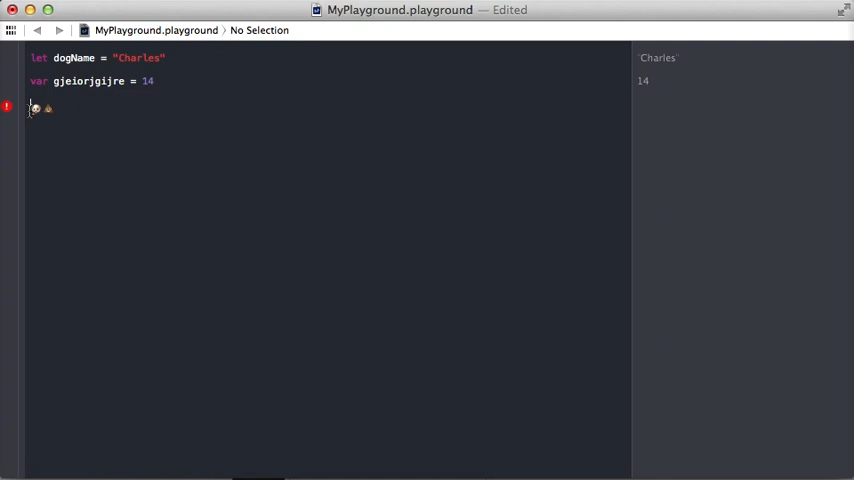 MyPlayground.playground — Edited
MyPlayground.playground 〉 No Selection
let dogName = "Charles"
"Charles"
var gjeiorjgijre = 14
14
🐶💩